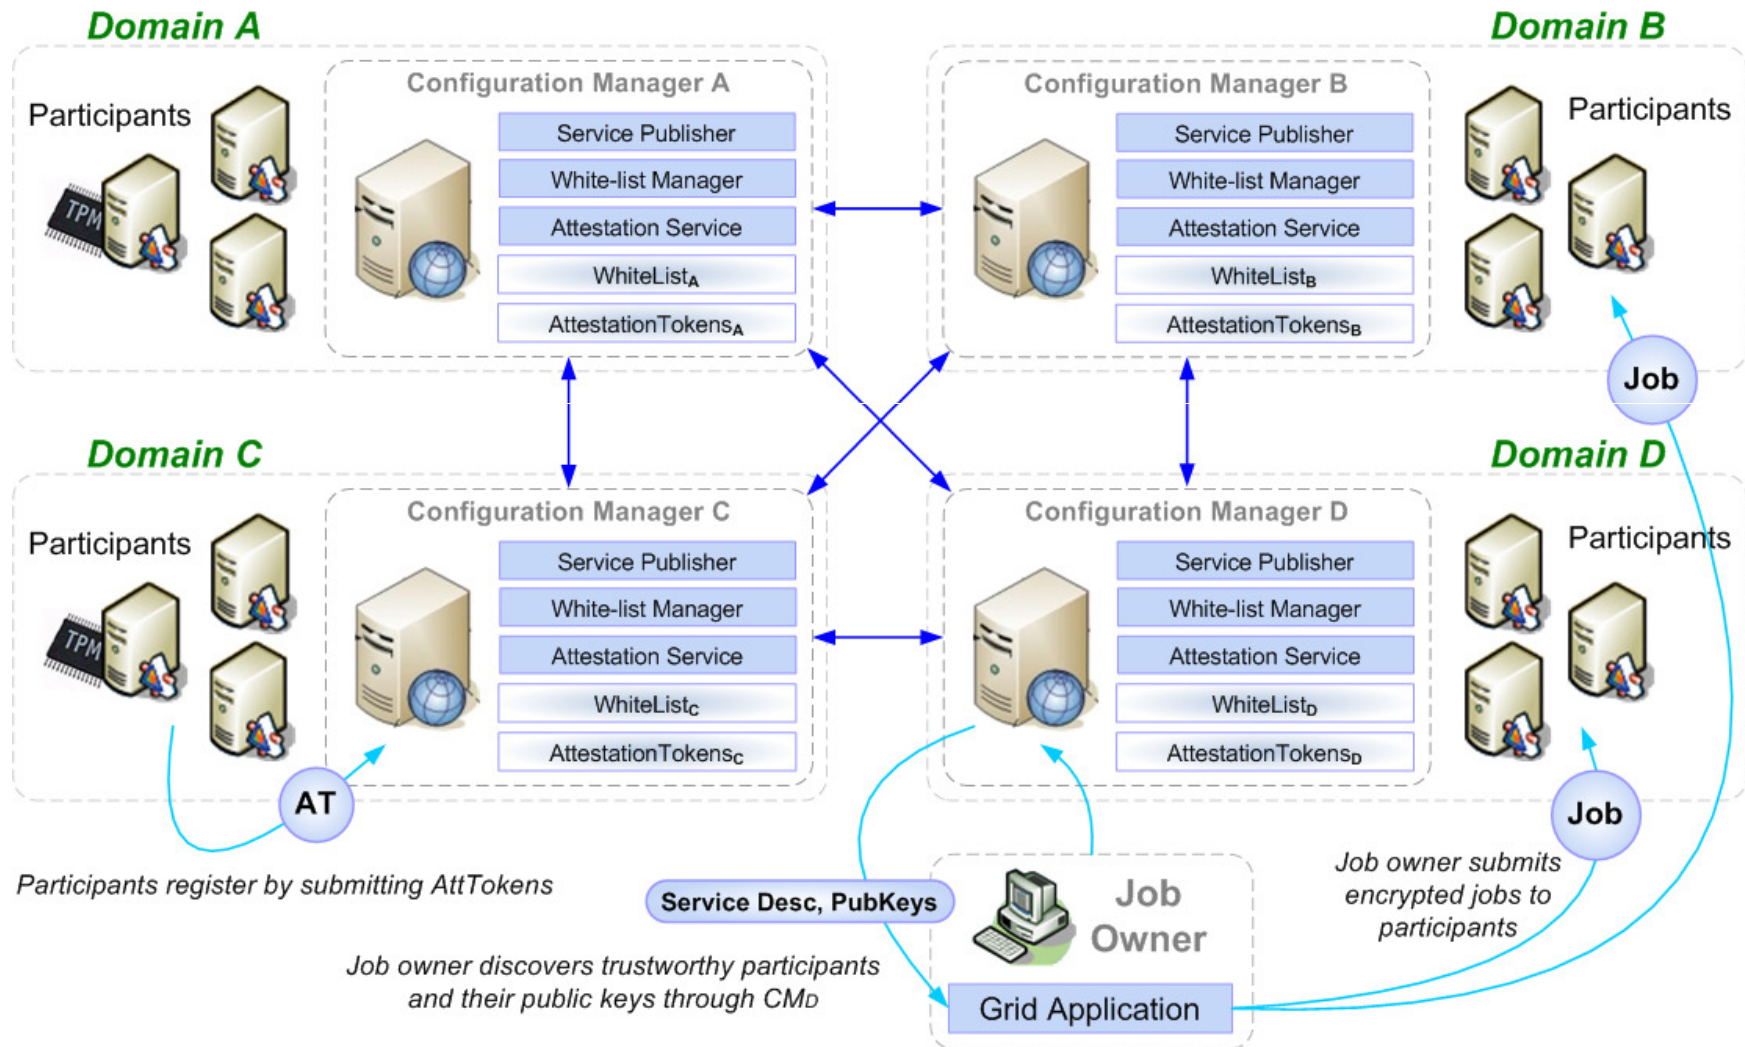 Domain A
Participants
TPM
Configuration Manager A
Service Publisher
White-list Manager
Attestation Service
WhiteListA
AttestationTokensA
Domain B
Configuration Manager B
Service Publisher
White-list Manager
Attestation Service
WhiteListB
AttestationTokensB
Participants
Job
Domain C
Participants
TPM
Configuration Manager C
Service Publisher
White-list Manager
Attestation Service
WhiteListC
AttestationTokensC
AT
Participants register by submitting AttTokens
Domain D
Configuration Manager D
Service Publisher
White-list Manager
Attestation Service
WhiteListD
AttestationTokensD
Participants
Job
Service Desc, PubKeys
Job owner discovers trustworthy participants
and their public keys through CMD
Job
Owner
Grid Application
Job owner submits
encrypted jobs to
participants